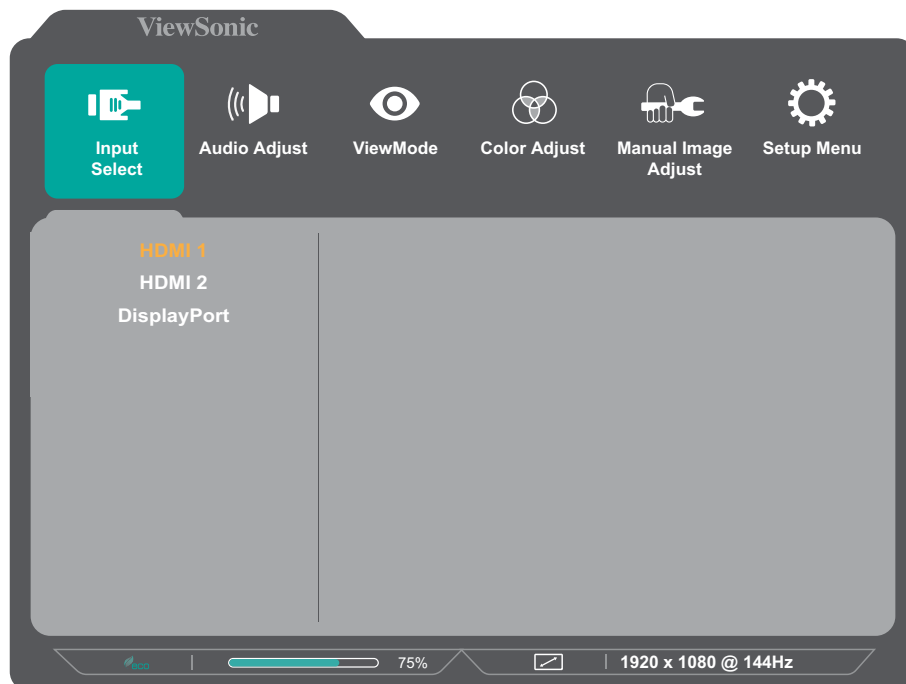 ViewSonic
Input Select
Audio Adjust
ViewMode
Color Adjust
Manual Image Adjust
Setup Menu
HDMI 1
HDMI 2
DisplayPort
ECO
75%
1920 x 1080 @ 144Hz